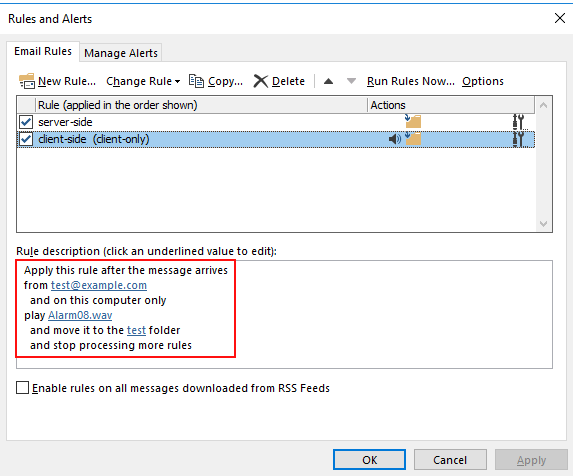 Rules and Alerts
Email Rules Manage Alerts
New Rule... Change Rule Copy... Delete Run Rules Now... Options
Rule (applied in the order shown) Actions
server-side
client-side (client-only)
Rule description (click an underlined value to edit):
Apply this rule after the message arrives
from test@example.com
and on this computer only
play Alarm08.wav
and move it to the test folder
and stop processing more rules
Enable rules on all messages downloaded from RSS Feeds
OK Cancel Apply